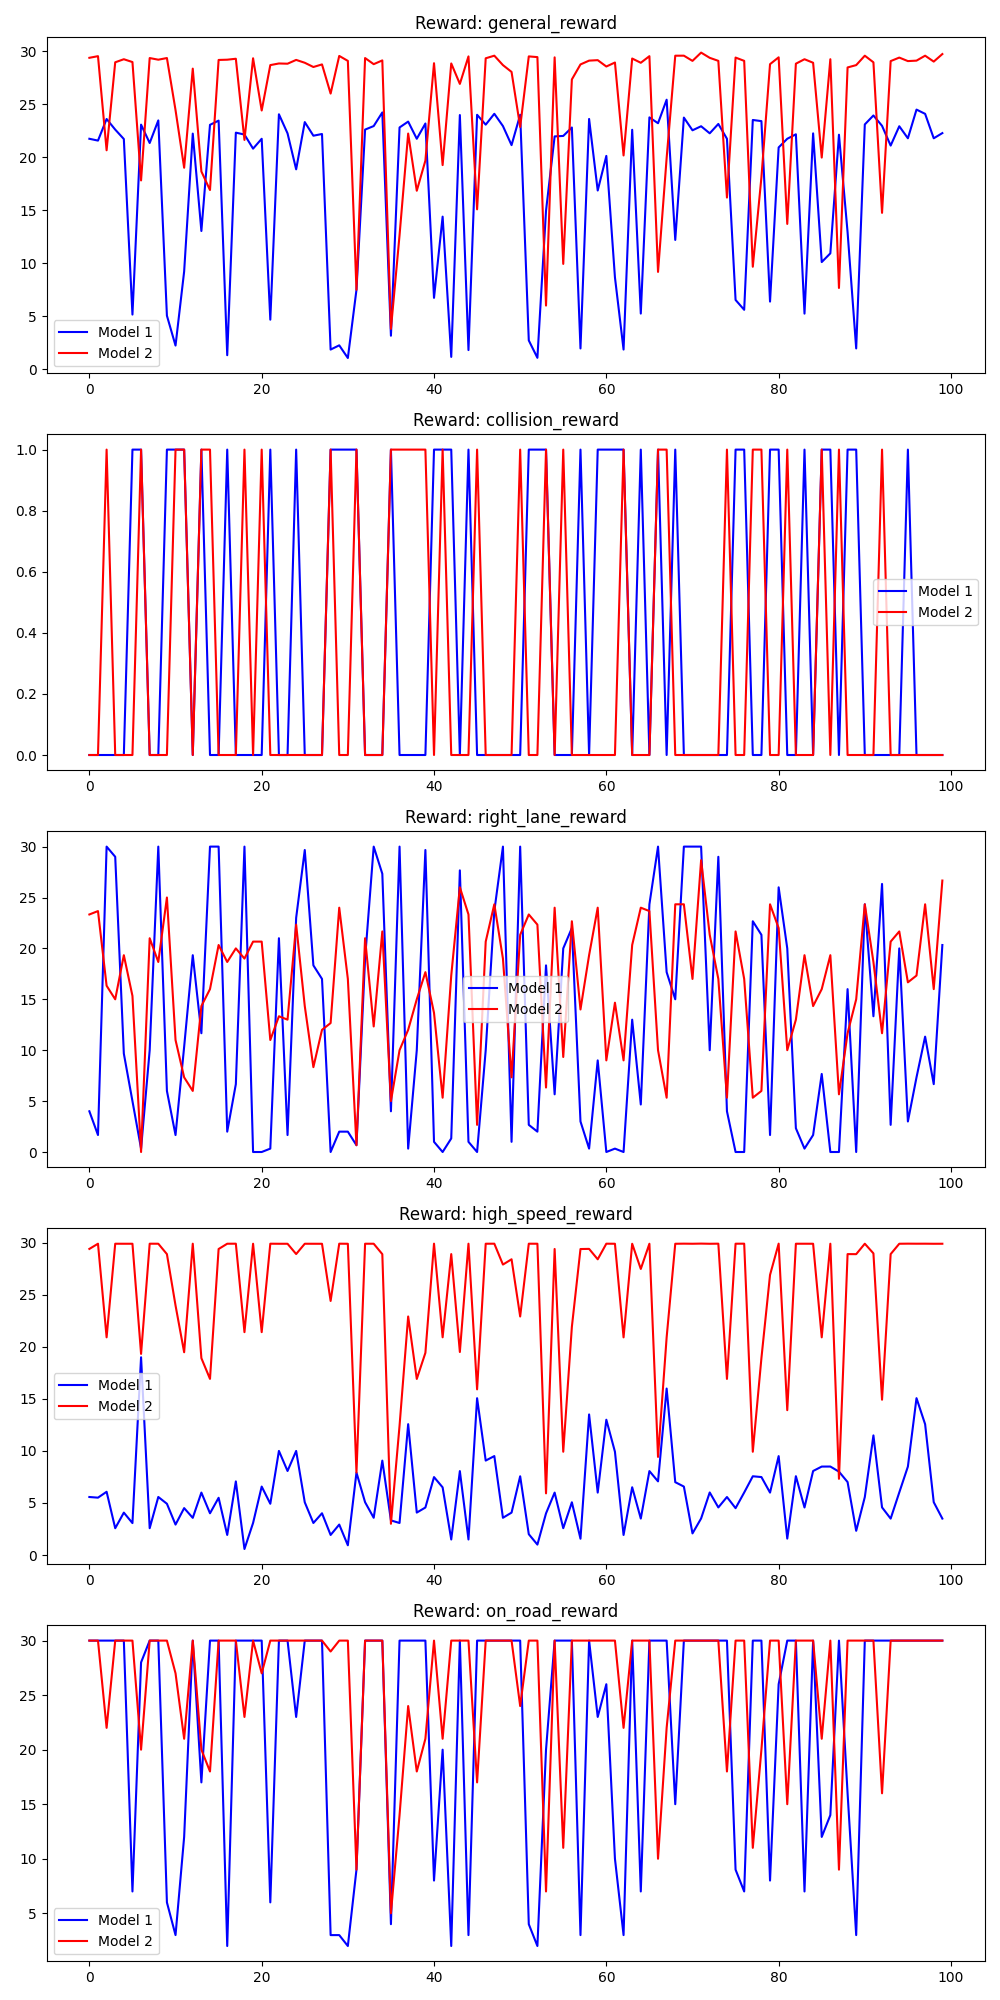 Reward: general_reward
30
25
20
15
10
5
0
Model 1
Model 2
0 20 40 60 80 100
Reward: collision_reward
1.0
0.8
0.6
0.4
0.2
0.0
Model 1
Model 2
0 20 40 60 80 100
Reward: right_lane_reward
30
25
20
15
10
5
0
Model 1
Model 2
0 20 40 60 80 100
Reward: high_speed_reward
30
25
20
15
10
5
0
Model 1
Model 2
0 20 40 60 80 100
Reward: on_road_reward
30
25
20
15
10
5
Model 1
Model 2
0 20 40 60 80 100